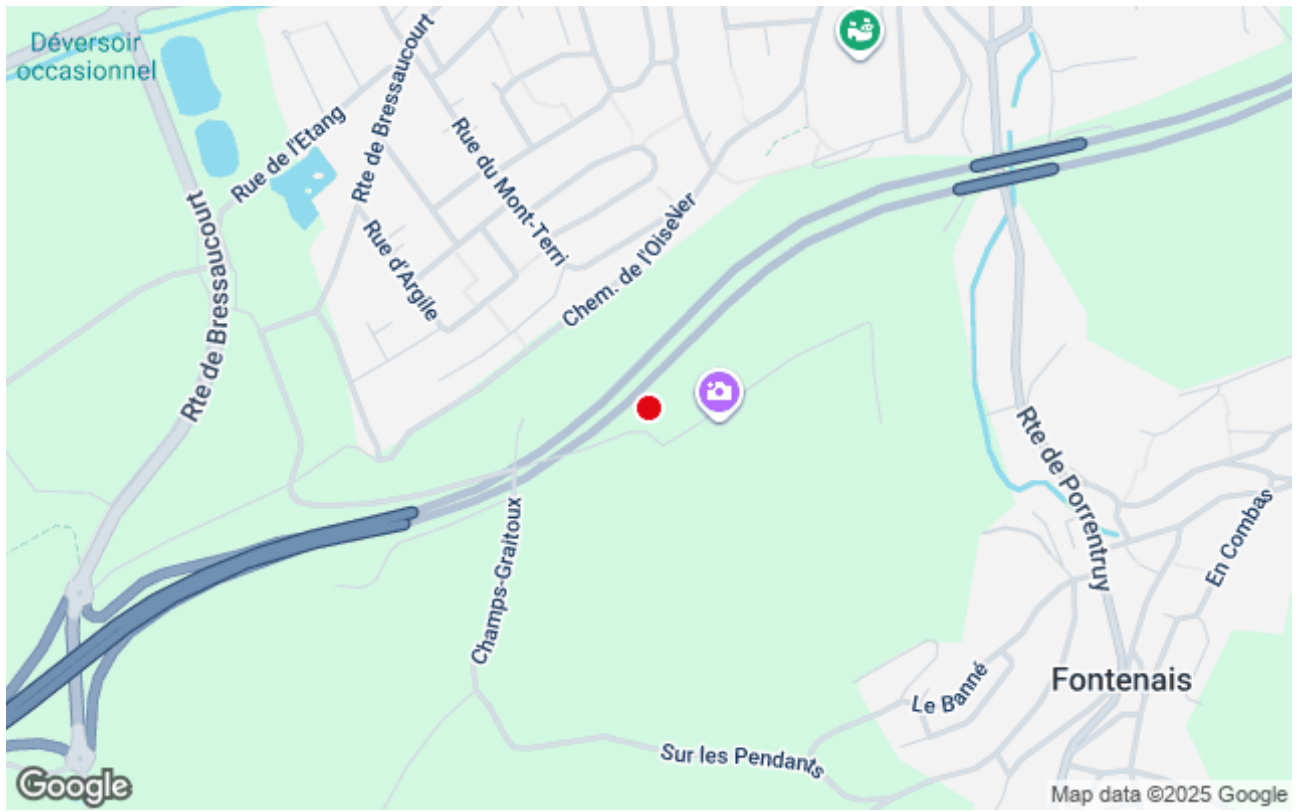 Déversoir
occasionnel
Rue de l'Etang
Rte de Bressaucourt
Rue du Mont-Terri
Rte de Bressaucourt
Rue d'Argile
Chem. de l'OiseVer
Rte de Porrentruy
Champs-Graitoux
En Combas
Le Banné
Fontenais
Sur les Pendants
Google
Map data ©2025 Google